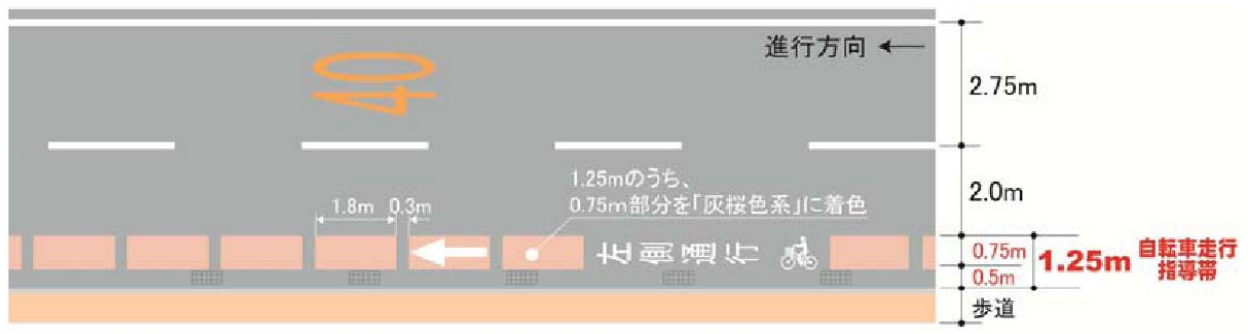 進行方向 ←
40
2.75m
1.25mのうち、
0.75m部分を「灰桜色系」に着色
2.0m
1.8m
0.3m
左側通行
0.75m
0.5m
1.25m
自転車走行
指導帯
歩道